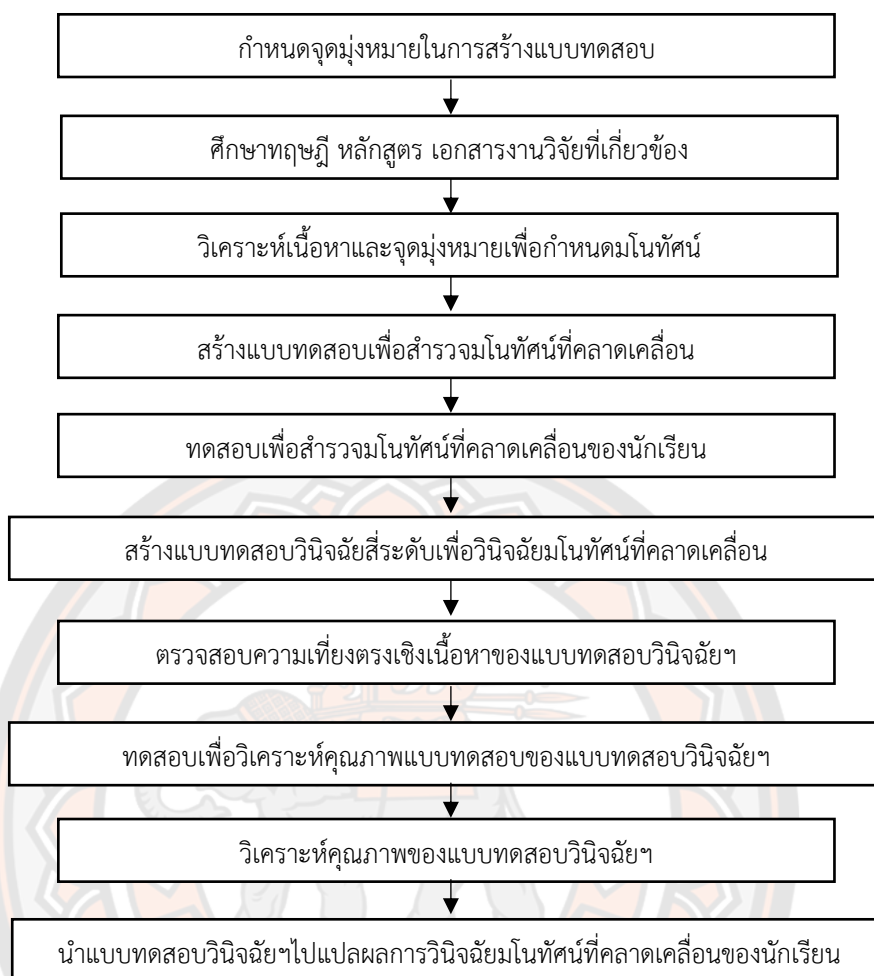 กำหนดจุดมุ่งหมายในการสร้างแบบทดสอบ
ศึกษาทฤษฎี หลักสูตร เอกสารงานวิจัยที่เกี่ยวข้อง
วิเคราะห์เนื้อหาและจุดมุ่งหมายเพื่อกำหนดมโนทัศน์
สร้างแบบทดสอบเพื่อสำรวจมโนทัศน์ที่คลาดเคลื่อน
ทดสอบเพื่อสำรวจมโนทัศน์ที่คลาดเคลื่อนของนักเรียน
สร้างแบบทดสอบวินิจฉัยสี่ระดับเพื่อวินิจฉัยมโนทัศน์ที่คลาดเคลื่อน
ตรวจสอบความเที่ยงตรงเชิงเนื้อหาของแบบทดสอบวินิจฉัยฯ
ทดสอบเพื่อวิเคราะห์คุณภาพแบบทดสอบของแบบทดสอบวินิจฉัยฯ
วิเคราะห์คุณภาพของแบบทดสอบวินิจฉัยฯ
นำแบบทดสอบวินิจฉัยฯไปแปลผลการวินิจฉัยมโนทัศน์ที่คลาดเคลื่อนของนักเรียน